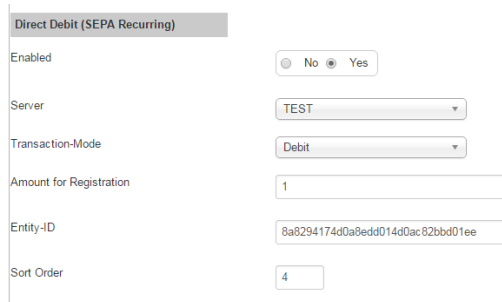 Direct Debit (SEPA Recurring)
Enabled
No Yes
Server
TEST
Transaction-Mode
Debit
Amount for Registration
1
Entity-ID
8a8294174d0a8edd014d0ac82bbd01ee
Sort Order
4